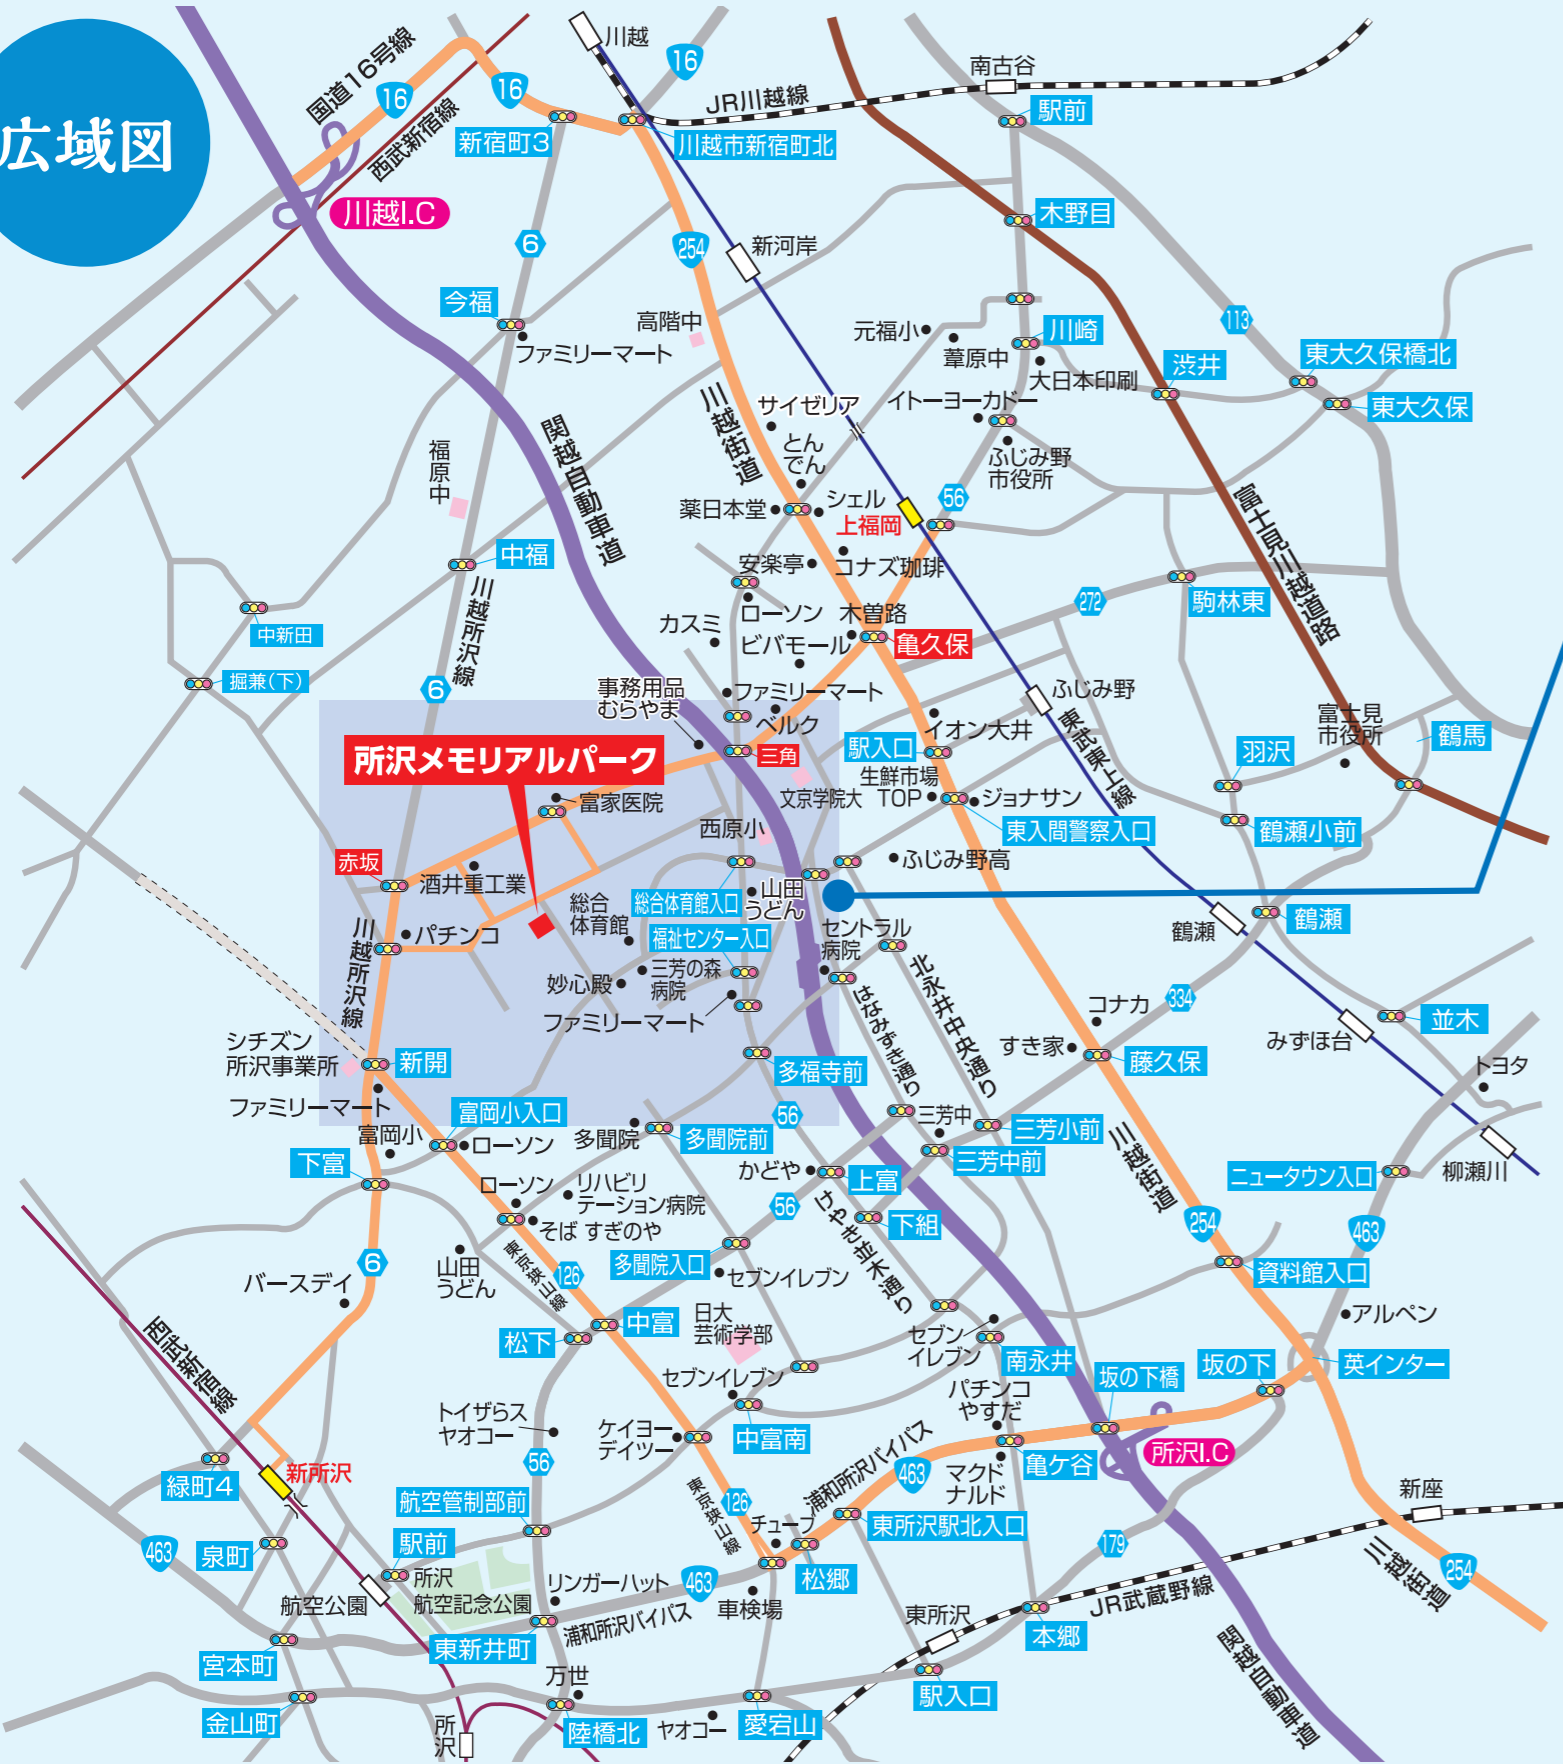 広域図
川越
16
国道16号線
16
16
西武新宿線
JR川越線
南古谷
駅前
新宿町3
川越市新宿町北
川越I.C
木野目
6
254
新河岸
今福
ファミリーマート
高階中
元福小
葦原中
川崎
113
大日本印刷
渋井
東大久保橋北
東大久保
イトーヨーカドー
サイゼリア
川越街道
関越自動車道
とん
でん
ふじみ野
市役所
福原中
薬日本堂
シェル
上福岡
56
富士見川越道路
中福
安楽亭
コナズ珈琲
川越所沢線
ローソン
木曽路
272
駒林東
中新田
カスミ
ビバモール
亀久保
掘兼(下)
6
事務用品
むらやま
ファミリーマート
ベルク
ふじみ野
東武東上線
イオン大井
富士見
市役所
鶴馬
羽沢
所沢メモリアルパーク
三角
駅入口
生鮮市場
TOP
ジョナサン
文京学院大
富家医院
東入間警察入口
鶴瀬小前
西原小
赤坂
酒井重工業
ふじみ野高
総合
体育館
総合体育館入口
山田
うどん
パチンコ
福祉センター入口
セントラル
病院
鶴瀬
鶴瀬
川越所沢線
妙心殿
三芳の森
病院
北永井中央通り
はなみずき通り
コナカ
334
ファミリーマート
シチズン
所沢事業所
新開
すき家
藤久保
みずほ台
並木
多福寺前
トヨタ
ファミリーマート
富岡小入口
56
三芳中
三芳小前
富岡小
ローソン
多聞院
多聞院前
三芳中前
川越街道
下富
かどや
上富
ニュータウン入口
柳瀬川
ローソン
リハビリ
テーション病院
そば すぎのや
56
けやき並木通り
下組
254
463
6
山田
うどん
東京狭山線
126
多聞院入口
セブンイレブン
資料館入口
バースデイ
中富
日大
芸術学部
松下
セブン
イレブン
アルペン
西武新宿線
南永井
坂の下橋
坂の下
英インター
セブンイレブン
パチンコ
やすだ
トイザらス
ヤオコー
ケイヨー
デイツー
中富南
浦和所沢バイパス
463
亀ケ谷
所沢I.C
緑町4
新所沢
56
東京狭山線
126
マクド
ナルド
新座
航空管制部前
チューブ
東所沢駅北入口
179
463
泉町
駅前
所沢
航空記念公園
航空公園
リンガーハット
463
松郷
車検場
東所沢
JR武蔵野線
川越街道
254
浦和所沢バイパス
宮本町
東新井町
本郷
関越自動車道
万世
駅入口
金山町
所沢
陸橋北
ヤオコー
愛宕山